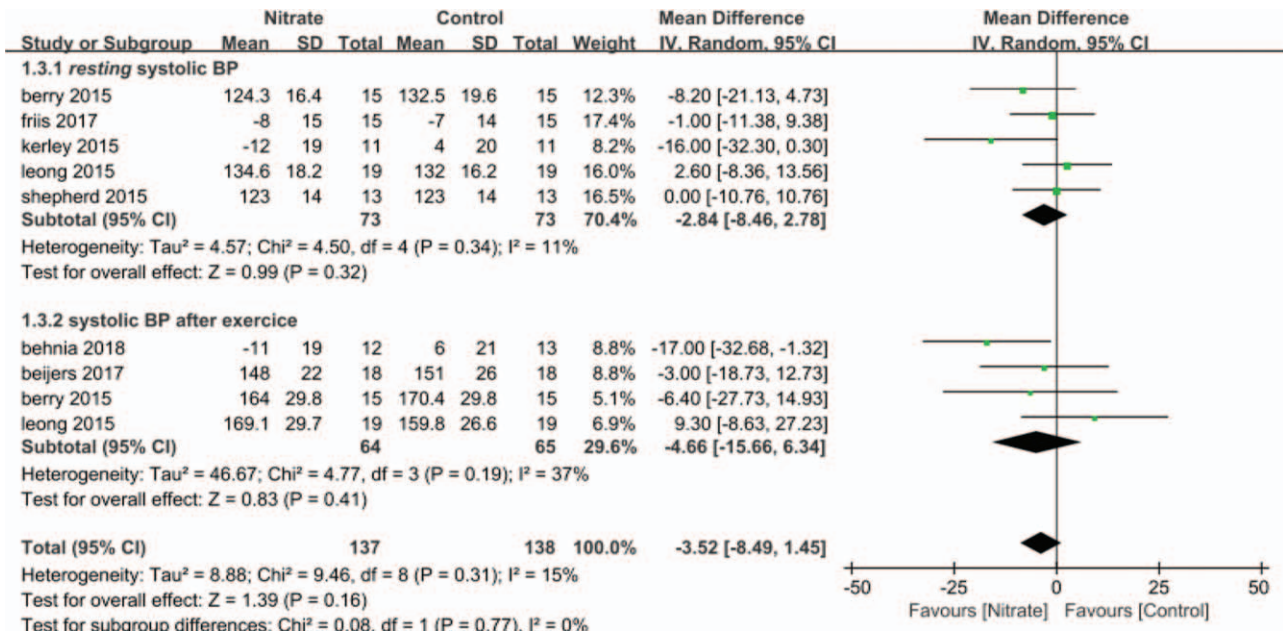 Nitrate Control Mean Difference Mean Difference
Study or Subgroup Mean SD Total Mean SD Total Weight IV, Random, 95% CI IV, Random, 95% CI
1.3.1 resting systolic BP
berry 2015 124.3 16.4 15 132.5 19.6 15 12.3% -8.20 [-21.13, 4.73]
friis 2017 -8 15 15 -7 14 15 17.4% -1.00 [-11.38, 9.38]
kerley 2015 -12 19 11 4 20 11 8.2% -16.00 [-32.30, 0.30]
leong 2015 134.6 18.2 19 132 16.2 19 16.0% 2.60 [-8.36, 13.56]
shepherd 2015 123 14 13 123 14 13 16.5% 0.00 [-10.76, 10.76]
Subtotal (95% CI) 73 73 70.4% -2.84 [-8.46, 2.78]
Heterogeneity: Tau² = 4.57; Chi² = 4.50, df = 4 (P = 0.34); I² = 11%
Test for overall effect: Z = 0.99 (P = 0.32)
1.3.2 systolic BP after exercice
behnia 2018 -11 19 12 6 21 13 8.8% -17.00 [-32.68, -1.32]
beijers 2017 148 22 18 151 26 18 8.8% -3.00 [-18.73, 12.73]
berry 2015 164 29.8 15 170.4 29.8 15 5.1% -6.40 [-27.73, 14.93]
leong 2015 169.1 29.7 19 159.8 26.6 19 6.9% 9.30 [-8.63, 27.23]
Subtotal (95% CI) 64 65 29.6% -4.66 [-15.66, 6.34]
Heterogeneity: Tau² = 46.67; Chi² = 4.77, df = 3 (P = 0.19); I² = 37%
Test for overall effect: Z = 0.83 (P = 0.41)
Total (95% CI) 137 138 100.0% -3.52 [-8.49, 1.45]
Heterogeneity: Tau² = 8.88; Chi² = 9.46, df = 8 (P = 0.31); I² = 15%
Test for overall effect: Z = 1.39 (P = 0.16)
Test for subgroup differences: Chi² = 0.08, df = 1 (P = 0.77), I² = 0%
-50 -25 0 25 50
Favours [Nitrate] Favours [Control]